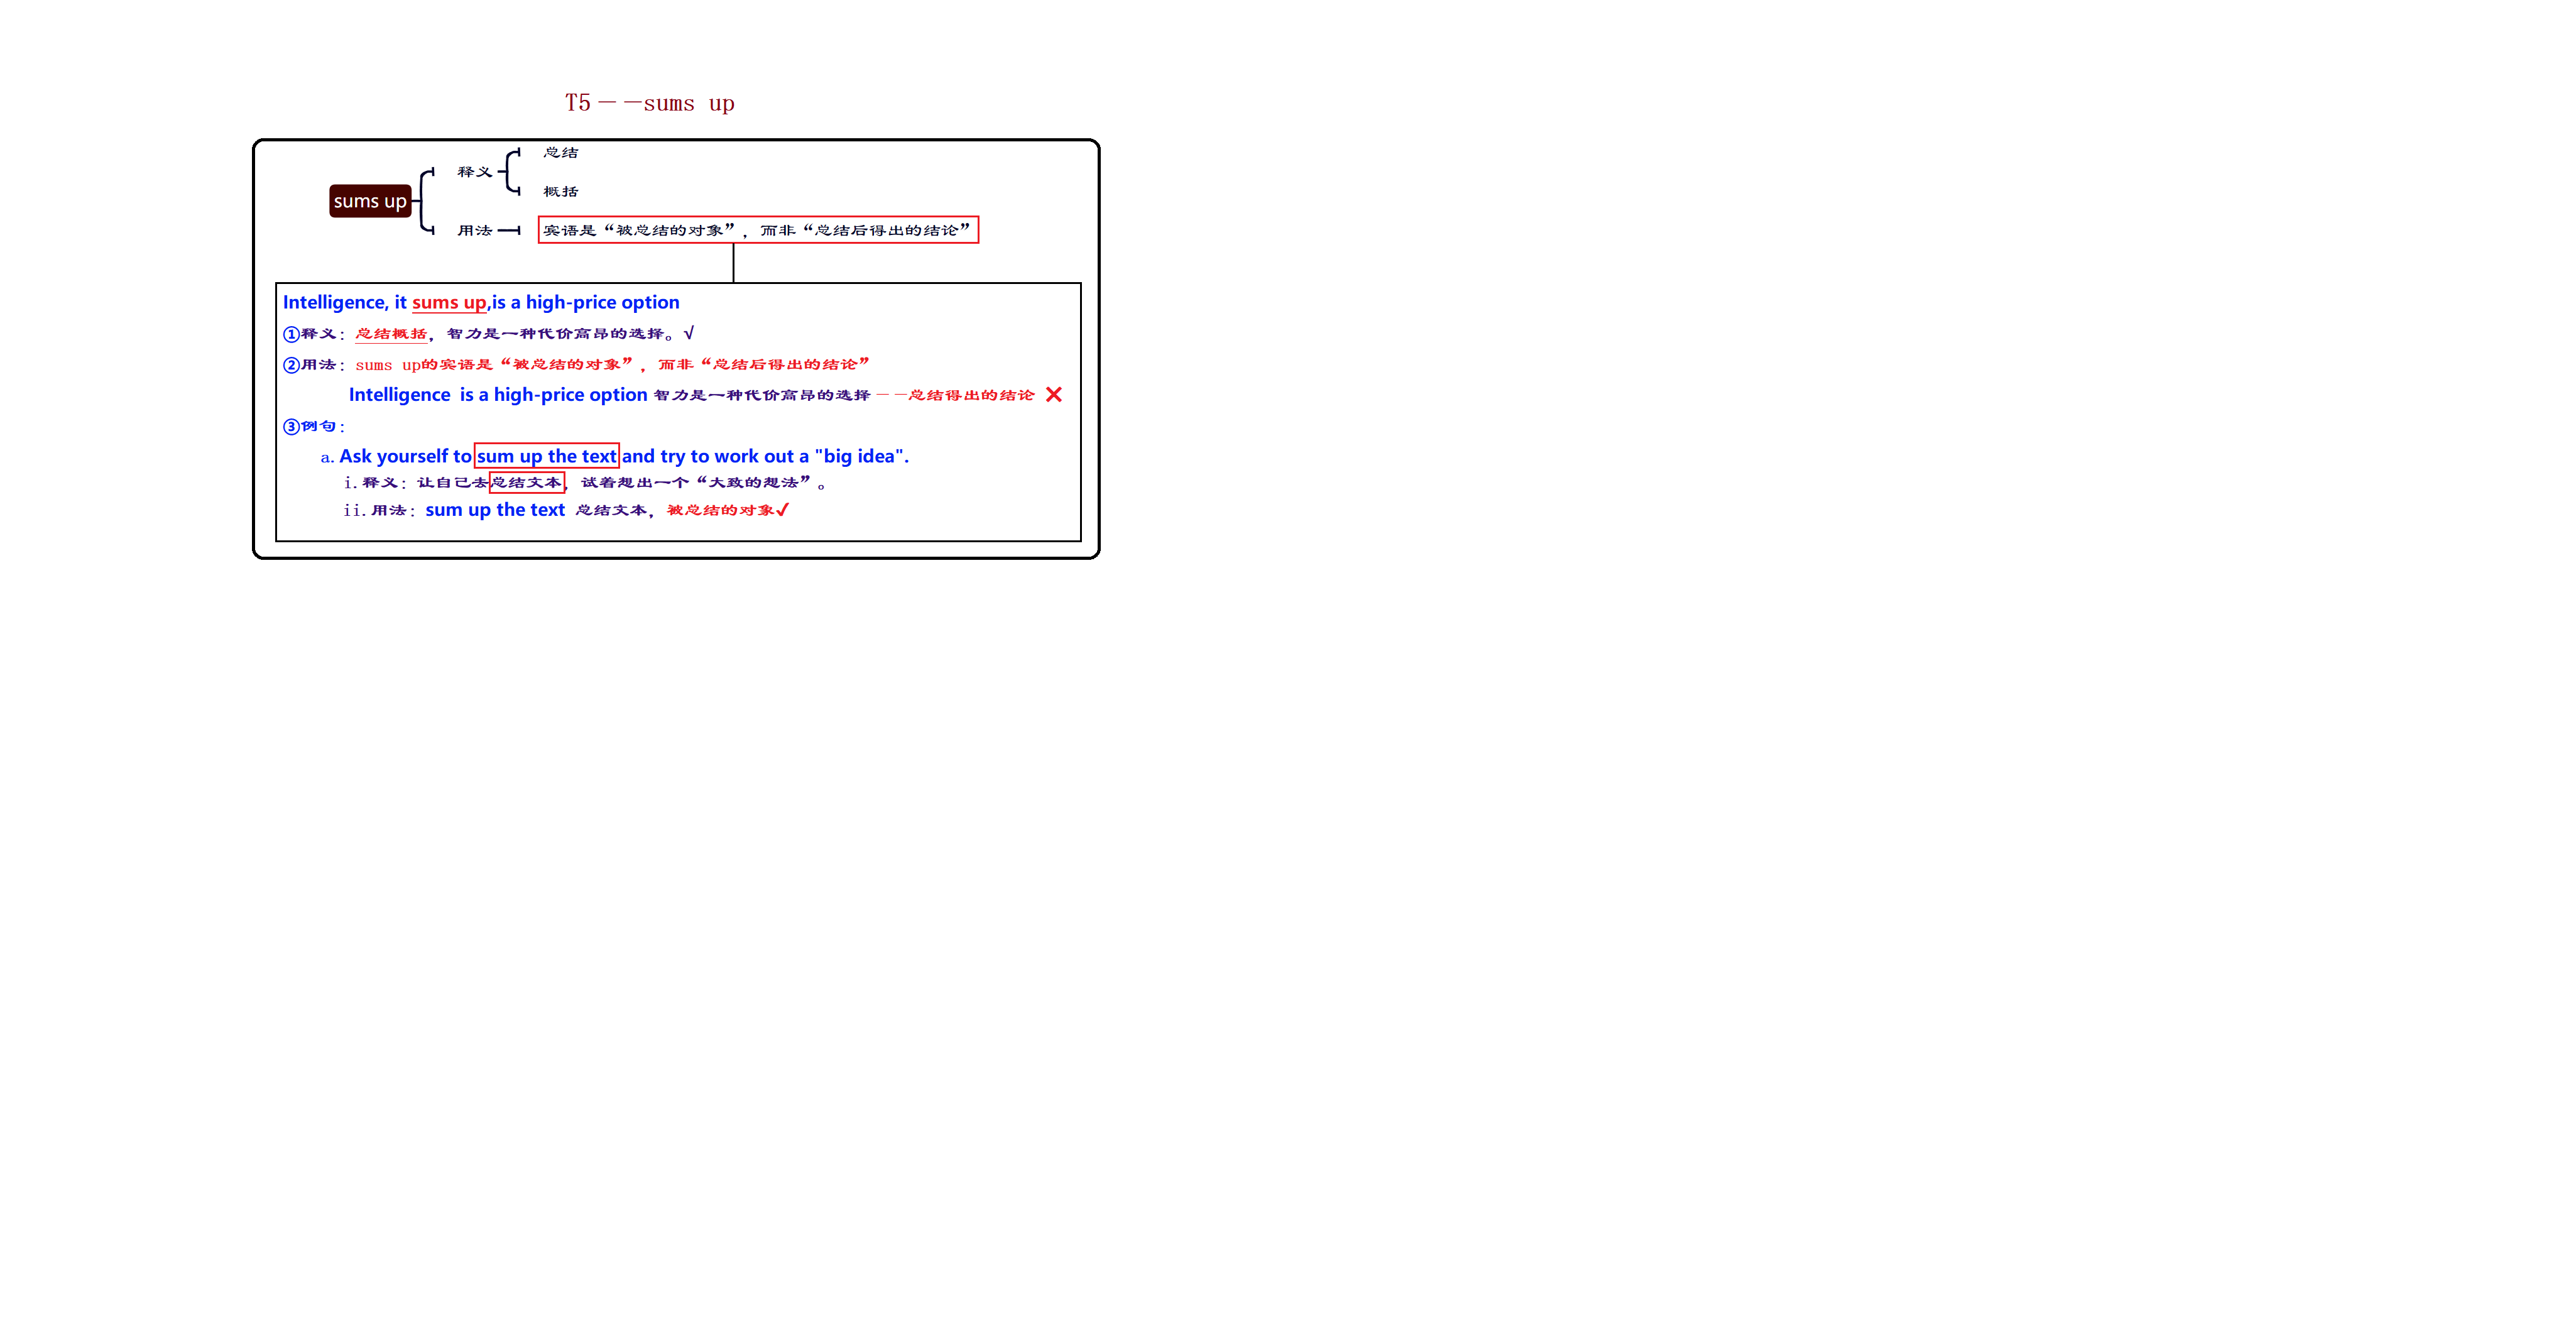 T5——sums up
总结
释义
概括
sums up
用法
宾语是“被总结的对象”，而非“总结后得出的结论”
Intelligence, it sums up,is a high-price option
①释义：总结概括，智力是一种代价高昂的选择。√
②用法：sums up的宾语是“被总结的对象”，而非“总结后得出的结论”
Intelligence is a high-price option 智力是一种代价高昂的选择——总结得出的结论 ❌
③例句：
a. Ask yourself to sum up the text and try to work out a "big idea".
i. 释义：让自己去总结文本，试着想出一个“大致的想法”。
ii. 用法：sum up the text 总结文本，被总结的对象✔